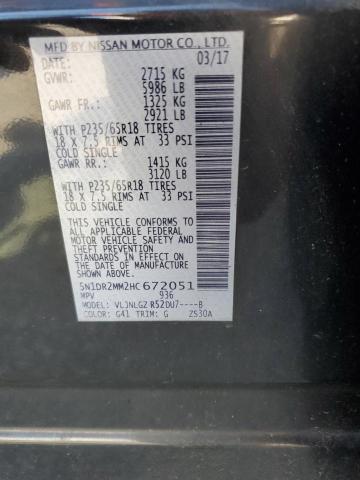 MFD BY NISSAN MOTOR CO., LTD.
DATE: 03/17
GVWR: 2715 KG
5986 LB
GAWR FR.: 1325 KG
2921 LB
WITH P235/65R18 TIRES
18 X 7.5 RIMS AT 33 PSI
COLD SINGLE
GAWR RR.: 1415 KG
3120 LB
WITH P235/65R18 TIRES
18 X 7.5 RIMS AT 33 PSI
COLD SINGLE
THIS VEHICLE CONFORMS TO
ALL APPLICABLE FEDERAL
MOTOR VEHICLE SAFETY AND
THEFT PREVENTION
STANDARDS IN EFFECT ON
THE DATE OF MANUFACTURE
SHOWN ABOVE.
5N1DR2MM2HC672051
MPV 936
MODEL: VLJNLGZ R52DU7----B
COLOR: G41 TRIM: G ZS30A